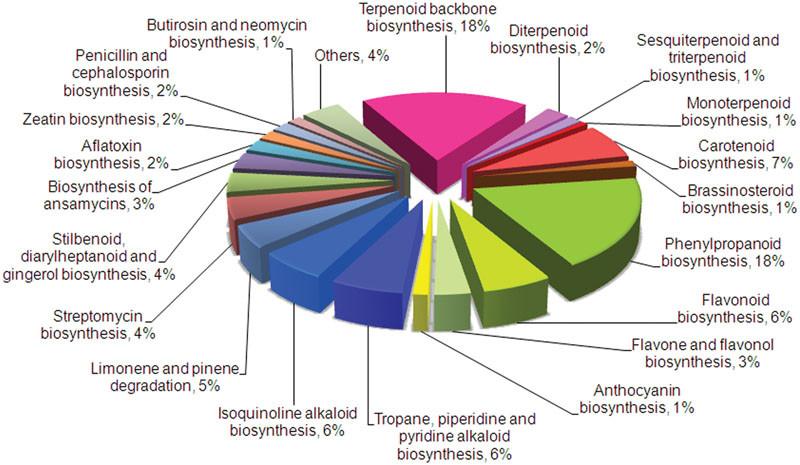 Terpenoid backbone
biosynthesis, 18%
Diterpenoid
biosynthesis, 2%
Sesquiterpenoid and
triterpenoid
biosynthesis, 1%
Monoterpenoid
biosynthesis, 1%
Carotenoid
biosynthesis, 7%
Brassinosteroid
biosynthesis, 1%
Phenylpropanoid
biosynthesis, 18%
Flavonoid
biosynthesis, 6%
Flavone and flavonol
biosynthesis, 3%
Anthocyanin
biosynthesis, 1%
Tropane, piperidine and
pyridine alkaloid
biosynthesis, 6%
Isoquinoline alkaloid
biosynthesis, 6%
Limonene and pinene
degradation, 5%
Streptomycin
biosynthesis, 4%
Stilbenoid,
diarylheptanoid and
gingerol biosynthesis, 4%
Biosynthesis of
ansamycins, 3%
Aflatoxin
biosynthesis, 2%
Zeatin biosynthesis, 2%
Penicillin and
cephalosporin
biosynthesis, 2%
Butirosin and neomycin
biosynthesis, 1%
Others, 4%